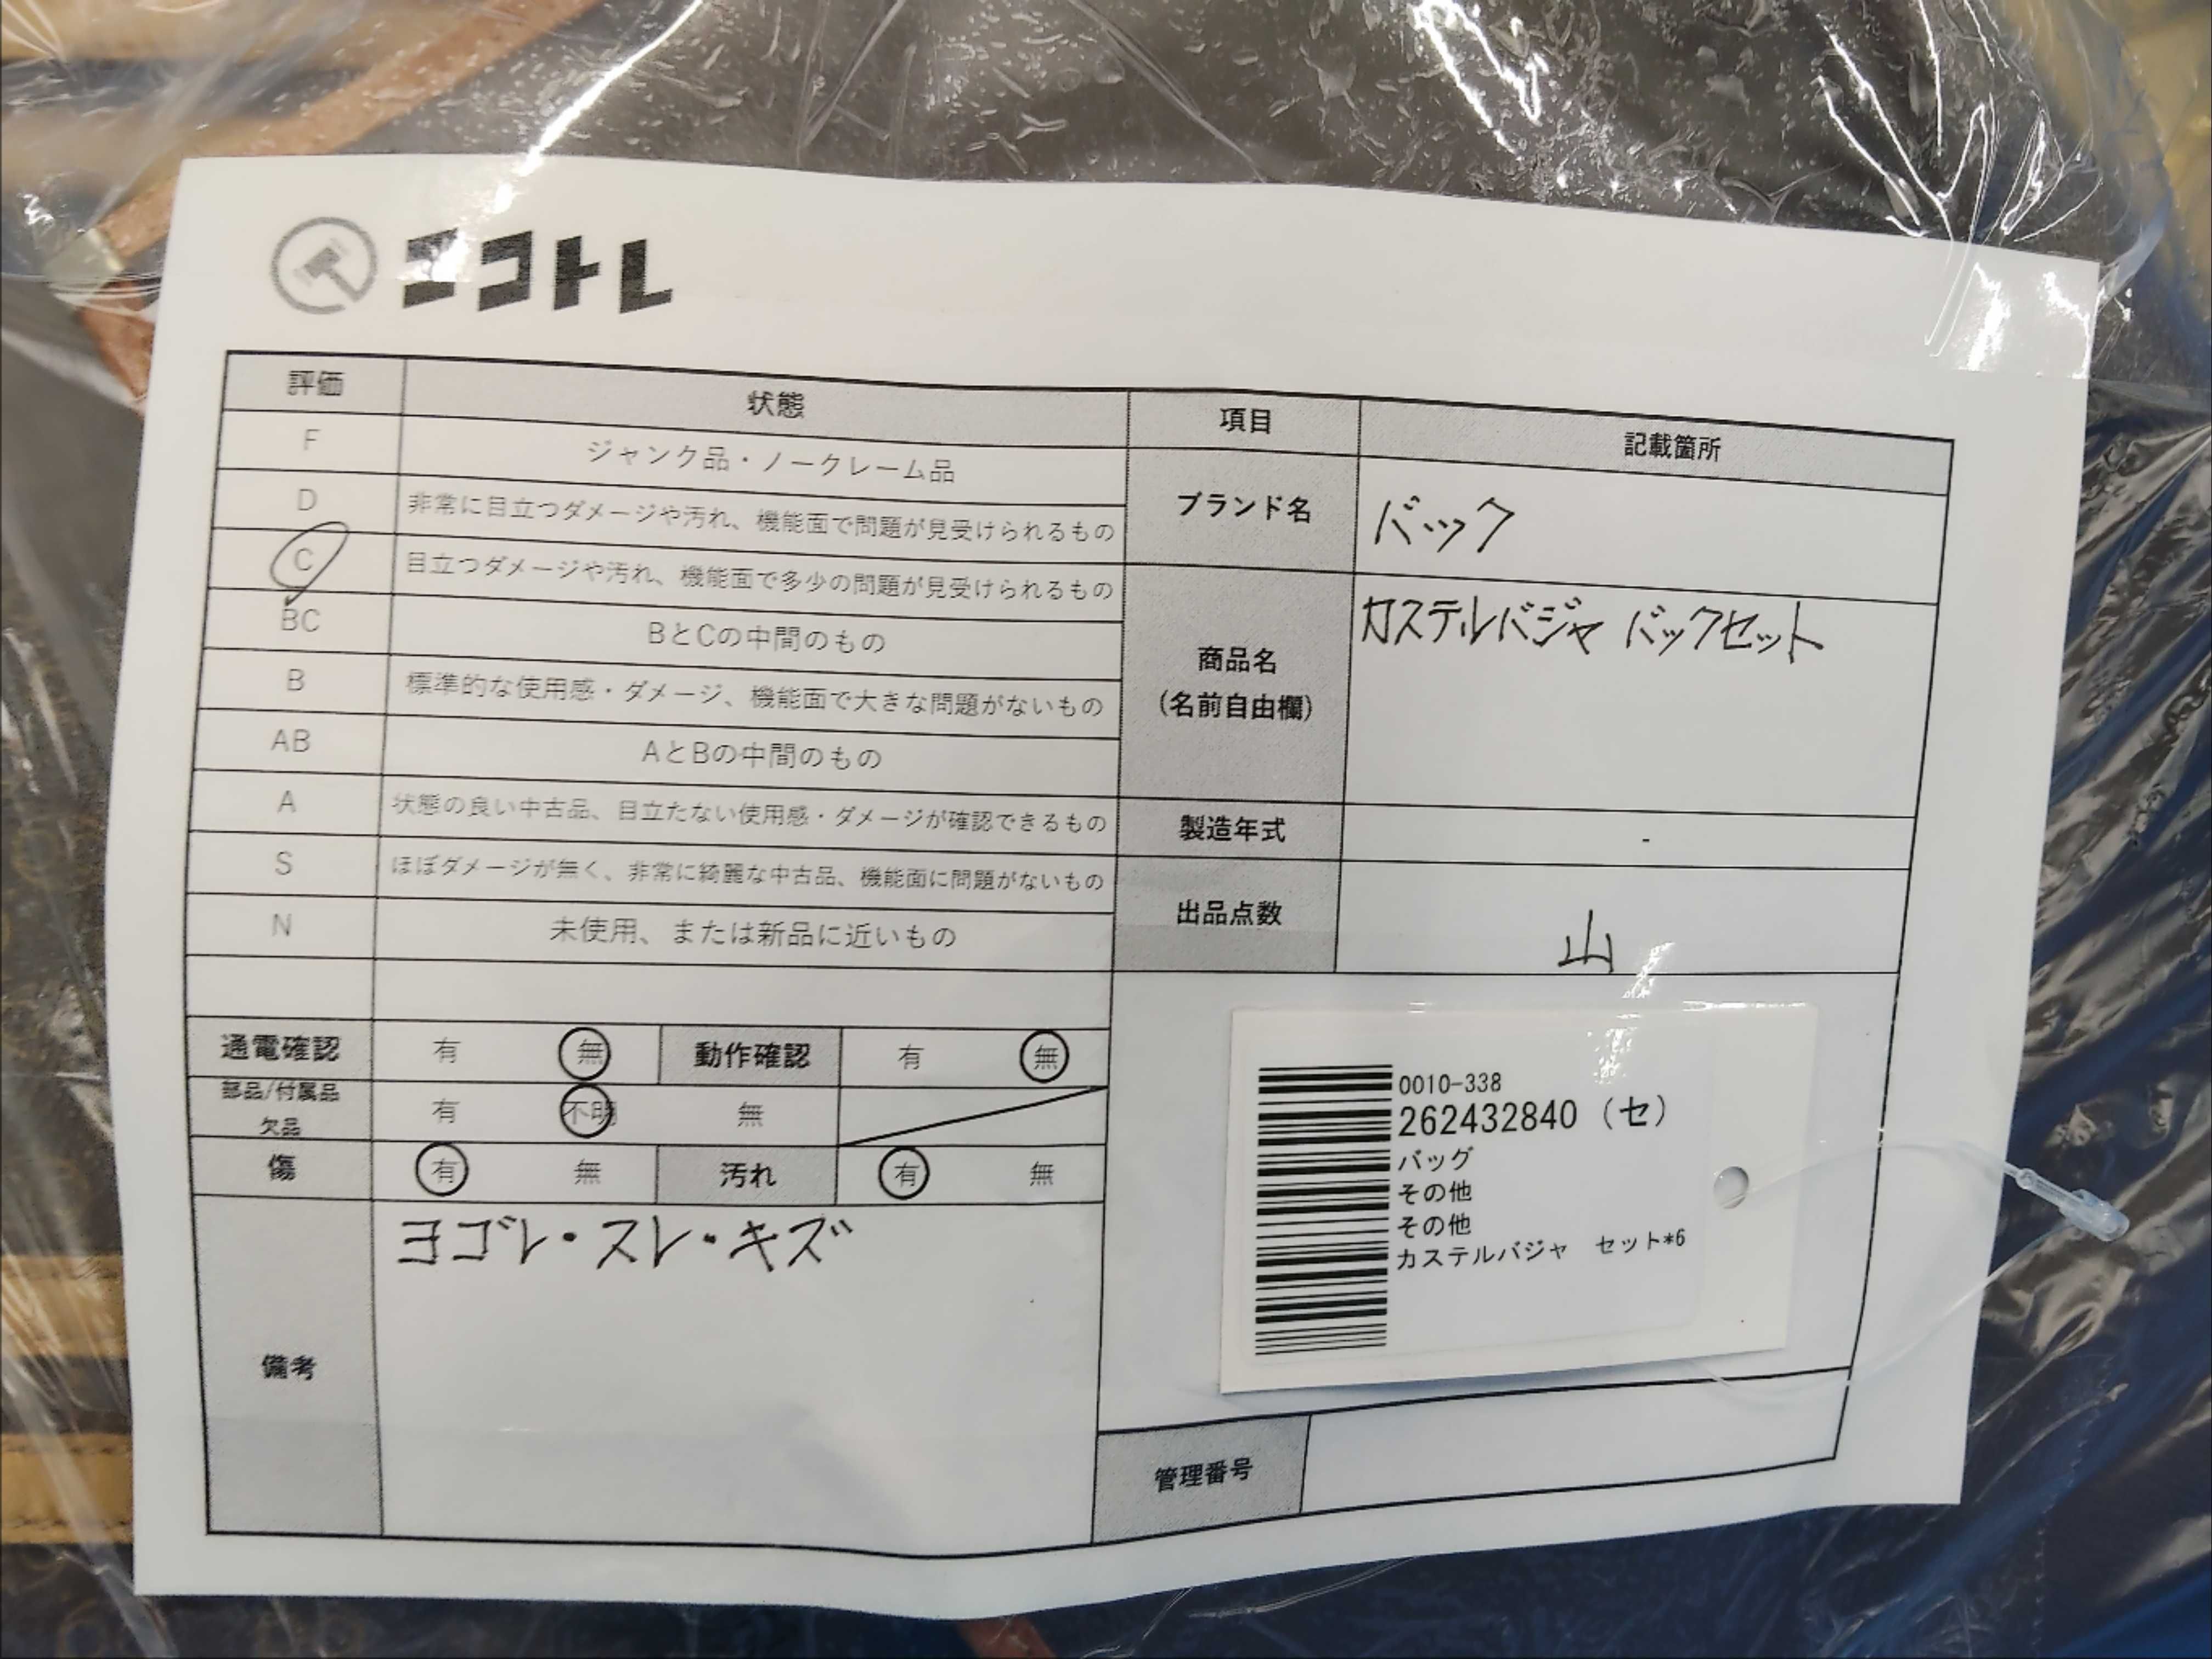 ニコトレ
評価 状態
F ジャンク品・ノークレーム品
D 非常に目立つダメージや汚れ、機能面で問題が見受けられるもの
C 目立つダメージや汚れ、機能面で多少の問題が見受けられるもの
BC BとCの中間のもの
B 標準的な使用感・ダメージ、機能面で大きな問題がないもの
AB AとBの中間のもの
A 状態の良い中古品、目立たない使用感・ダメージが確認できるもの
S ほぼダメージが無く、非常に綺麗な中古品、機能面に問題がないもの
N 未使用、または新品に近いもの
通電確認 有 無 動作確認 有 無
部品/付属品
欠品 有 不明 無
傷 有 無 汚れ 有 無
備考 ヨゴレ・スレ・キズ
項目 記載箇所
ブランド名 バック
商品名
(名前自由欄)
カステルバジャ バックセット
製造年式 -
出品点数 山
0010-338
262432840 (セ)
バッグ
その他
その他
カステルバジャ セット*6
管理番号